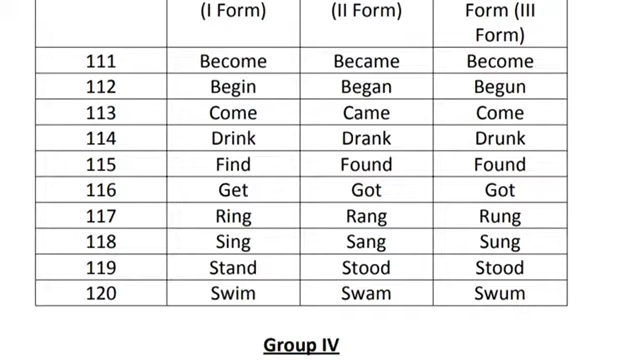 (I Form) (II Form) Form (III
Form)
111 Become Became Become
112 Begin Began Begun
113 Come Came Come
114 Drink Drank Drunk
115 Find Found Found
116 Get Got Got
117 Ring Rang Rung
118 Sing Sang Sung
119 Stand Stood Stood
120 Swim Swam Swum
Group IV